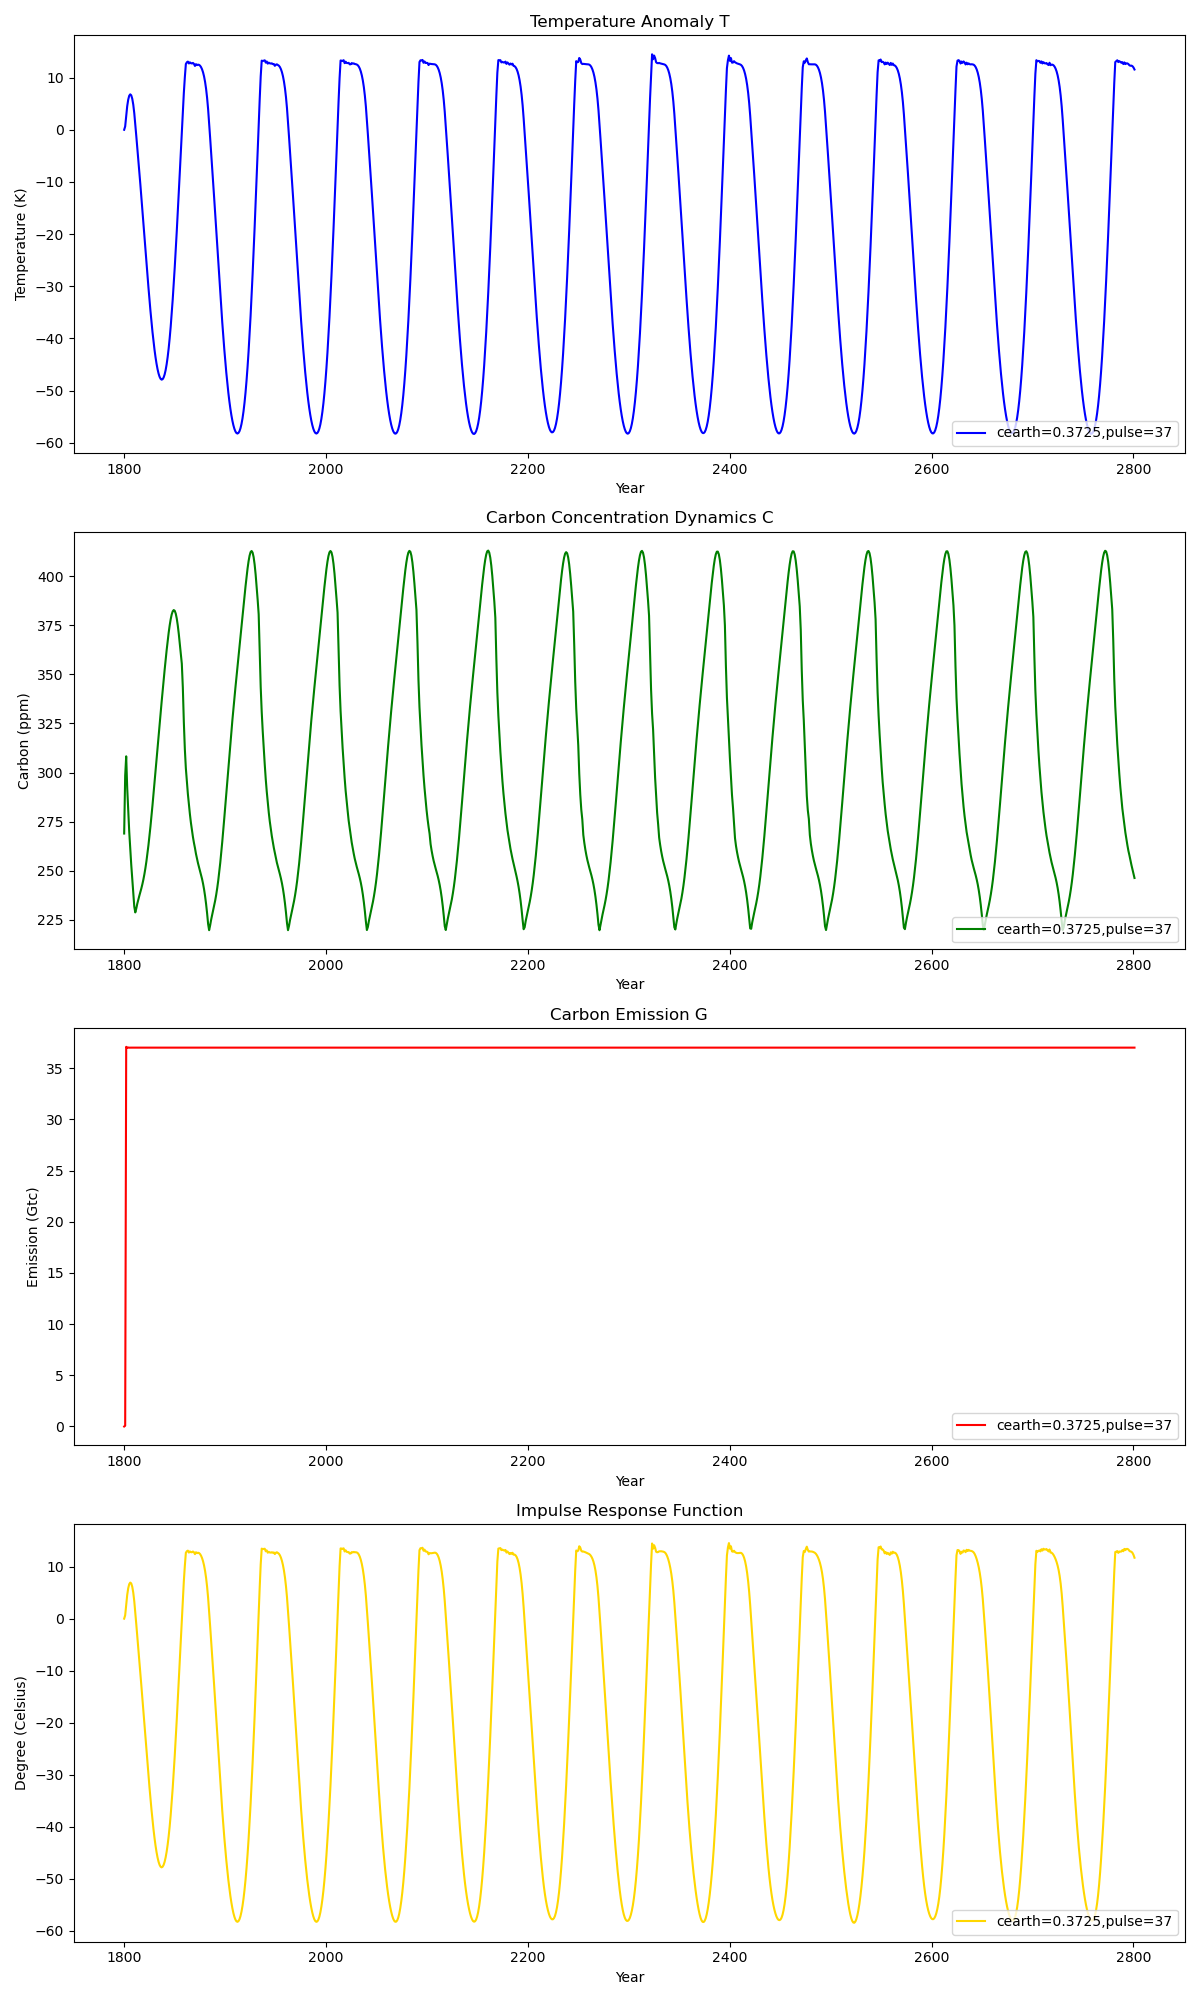 Temperature Anomaly T
10
0
−10
−20
−30
−40
−50
−60
Temperature (K)
cearth=0.3725,pulse=37
1800 2000 2200 2400 2600 2800
Year
Carbon Concentration Dynamics C
400
375
350
325
300
275
250
225
Carbon (ppm)
cearth=0.3725,pulse=37
1800 2000 2200 2400 2600 2800
Year
Carbon Emission G
35
30
25
20
15
10
5
0
Emission (Gtc)
cearth=0.3725,pulse=37
1800 2000 2200 2400 2600 2800
Year
Impulse Response Function
10
0
−10
−20
−30
−40
−50
−60
Degree (Celsius)
cearth=0.3725,pulse=37
1800 2000 2200 2400 2600 2800
Year